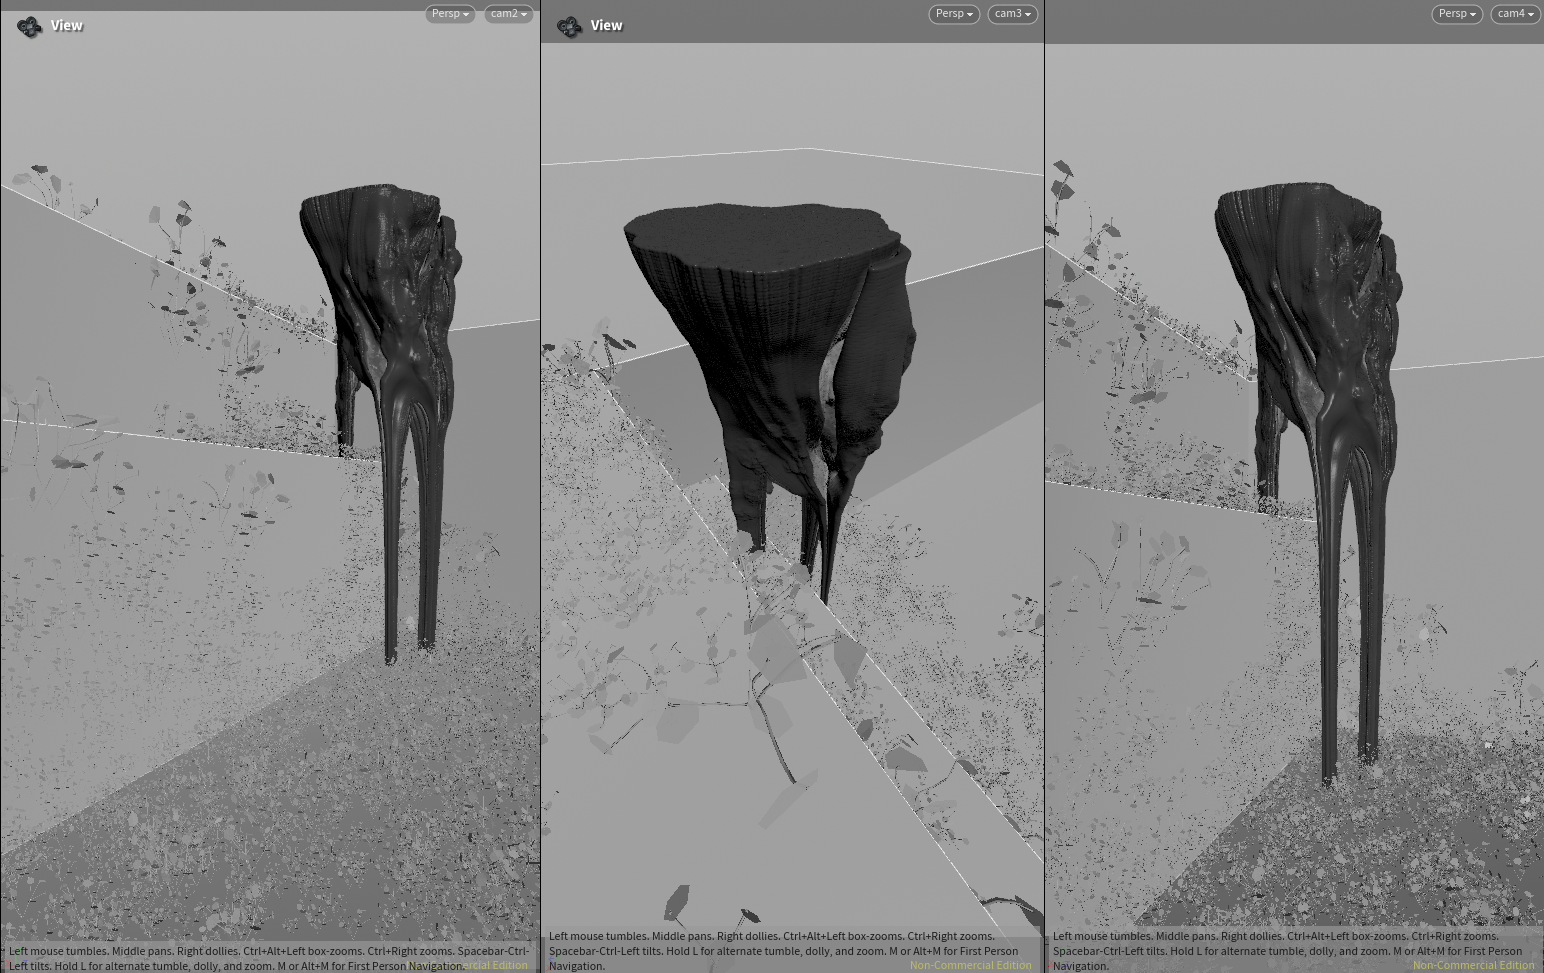 View
Persp
cam2
Left mouse tumbles. Middle pans. Right dollies. Ctrl+Alt+Left box-zooms. Ctrl+Right zooms. Spacebar-Ctrl-
Left tilts. Hold L for alternate tumble, dolly, and zoom. M or Alt+M for First Person Navigation.
View
Persp
cam3
Left mouse tumbles. Middle pans. Right dollies. Ctrl+Alt+Left box-zooms. Ctrl+Right zooms.
Spacebar-Ctrl-Left tilts. Hold L for alternate tumble, dolly, and zoom. M or Alt+M for First Person
Navigation.
Non-Commercial Edition
Persp
cam4
Left mouse tumbles. Middle pans. Right dollies. Ctrl+Alt+Left box-zooms. Ctrl+Right zooms.
Spacebar-Ctrl-Left tilts. Hold L for alternate tumble, dolly, and zoom. M or Alt+M for First Person
Navigation.
Non-Commercial Edition